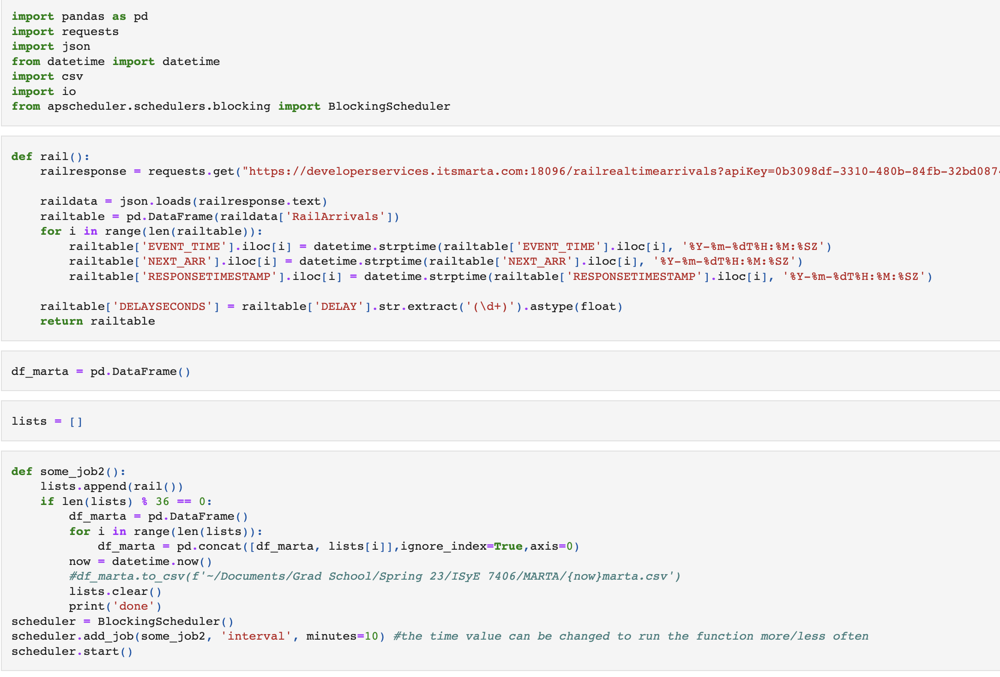 import pandas as pd
import requests
import json
from datetime import datetime
import csv
import io
from apscheduler.schedulers.blocking import BlockingScheduler
def rail():
    railresponse = requests.get("https://developerservices.itsmarta.com:18096/railrealtimearrivals?apiKey=0b3098df-3310-480b-84fb-32bd0874
    raildata = json.loads(railresponse.text)
    railtable = pd.DataFrame(raildata['RailArrivals'])
    for i in range(len(railtable)):
        railtable['EVENT_TIME'].iloc[i] = datetime.strptime(railtable['EVENT_TIME'].iloc[i], '%Y-%m-%dT%H:%M:%SZ')
        railtable['NEXT_ARR'].iloc[i] = datetime.strptime(railtable['NEXT_ARR'].iloc[i], '%Y-%m-%dT%H:%M:%SZ')
        railtable['RESPONSETIMESTAMP'].iloc[i] = datetime.strptime(railtable['RESPONSETIMESTAMP'].iloc[i], '%Y-%m-%dT%H:%M:%SZ')
    railtable['DELAYSECONDS'] = railtable['DELAY'].str.extract('(\d+)').astype(float)
    return railtable
df_marta = pd.DataFrame()
lists = []
def some_job2():
    lists.append(rail())
    if len(lists) % 36 == 0:
        df_marta = pd.DataFrame()
        for i in range(len(lists)):
            df_marta = pd.concat([df_marta, lists[i]],ignore_index=True,axis=0)
        now = datetime.now()
        #df_marta.to_csv(f'~/Documents/Grad School/Spring 23/ISyE 7406/MARTA/{now}marta.csv')
        lists.clear()
        print('done')
scheduler = BlockingScheduler()
scheduler.add_job(some_job2, 'interval', minutes=10) #the time value can be changed to run the function more/less often
scheduler.start()